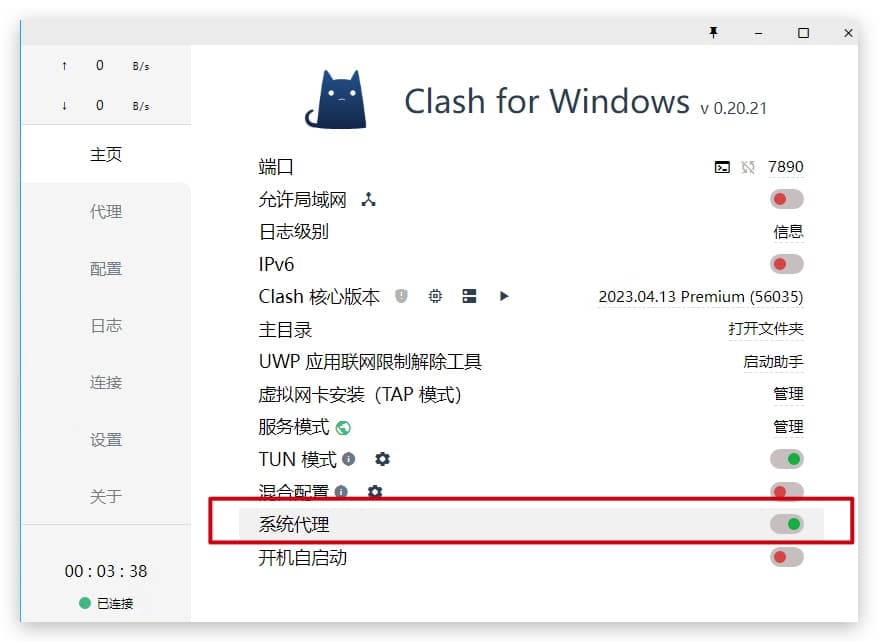 ↑ 0 B/s
↓ 0 B/s
主页
代理
配置
日志
连接
设置
关于
00 : 03 : 38
已连接
Clash for Windows v 0.20.21
端口 7890
允许局域网
日志级别 信息
IPv6
Clash 核心版本 2023.04.13 Premium (56035)
主目录 打开文件夹
UWP 应用联网限制解除工具 启动助手
虚拟网卡安装（TAP 模式） 管理
服务模式 管理
TUN 模式
混合配置
系统代理
开机自启动